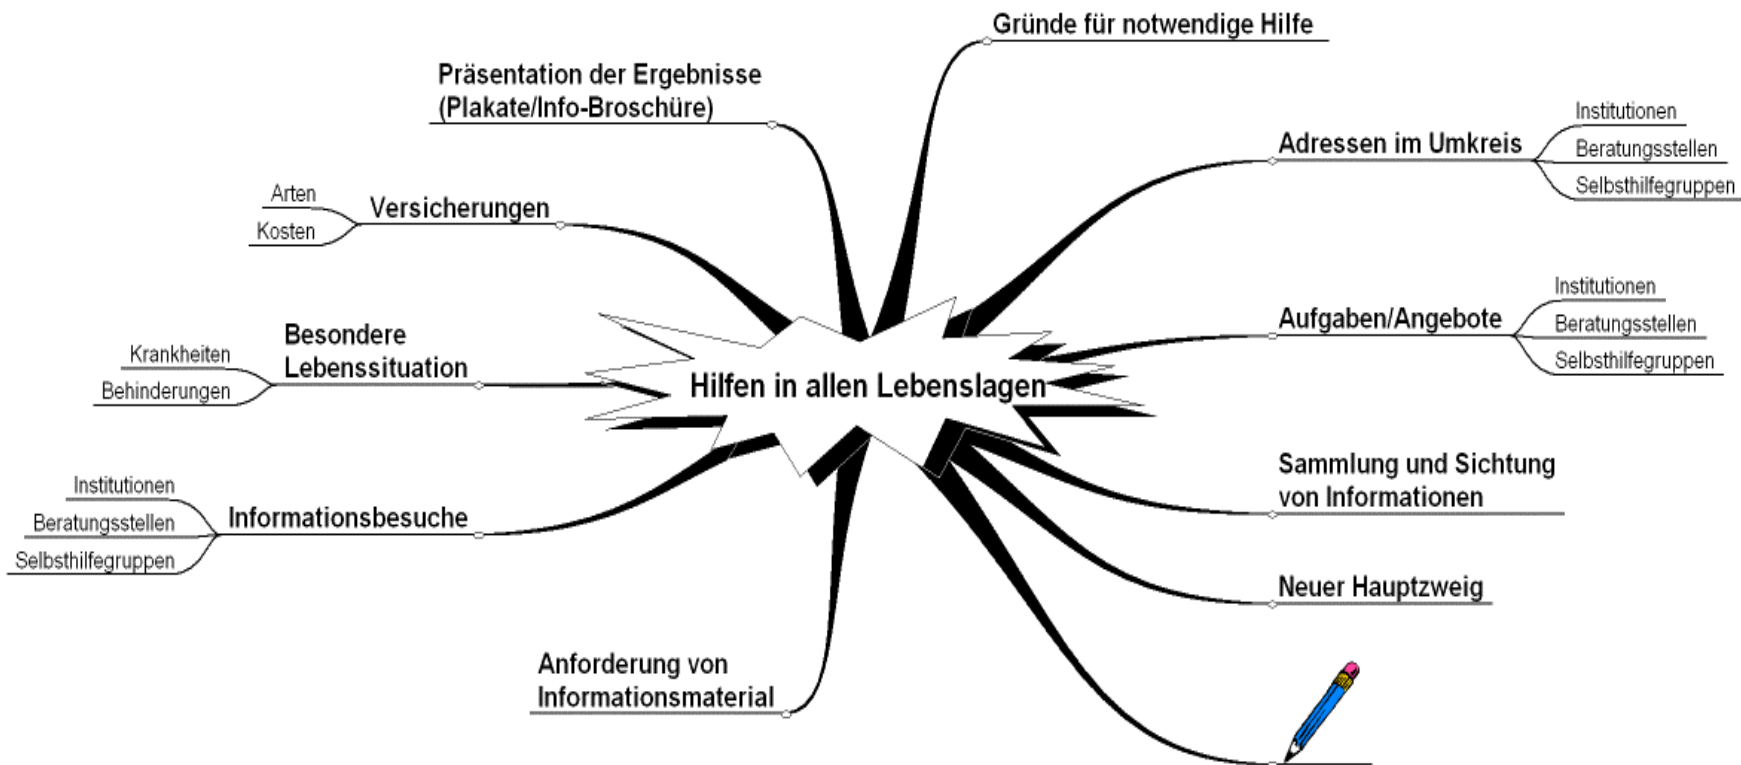 Gründe für notwendige Hilfe
Präsentation der Ergebnisse
(Plakate/Info-Broschüre)
Adressen im Umkreis
Institutionen
Beratungsstellen
Selbsthilfegruppen
Versicherungen
Arten
Kosten
Aufgaben/Angebote
Institutionen
Beratungsstellen
Selbsthilfegruppen
Besondere
Lebenssituation
Krankheiten
Behinderungen
Hilfen in allen Lebenslagen
Sammlung und Sichtung
von Informationen
Informationsbesuche
Institutionen
Beratungsstellen
Selbsthilfegruppen
Neuer Hauptzweig
Anforderung von
Informationsmaterial